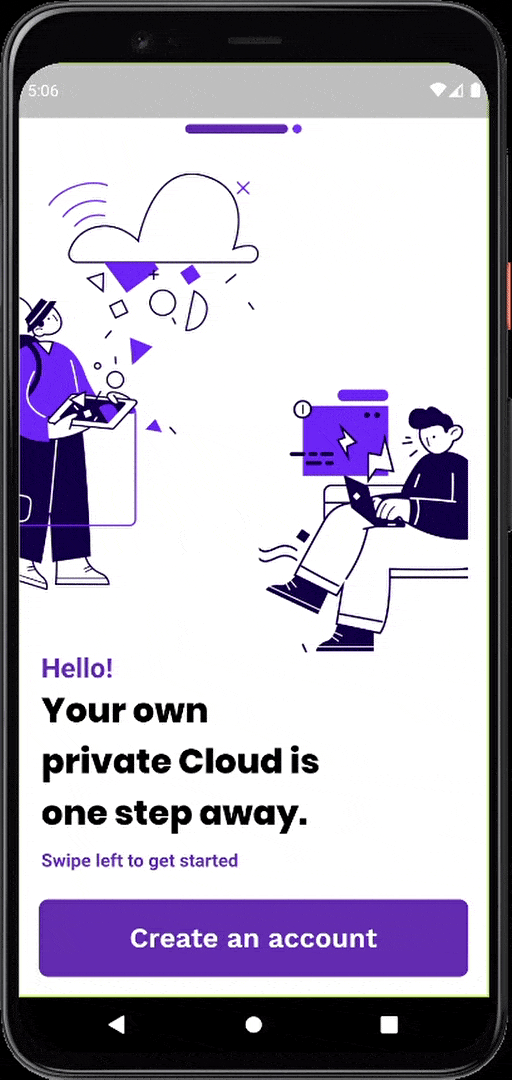 5:06
Hello!
Your own
private Cloud is
one step away.
Swipe left to get started
Create an account